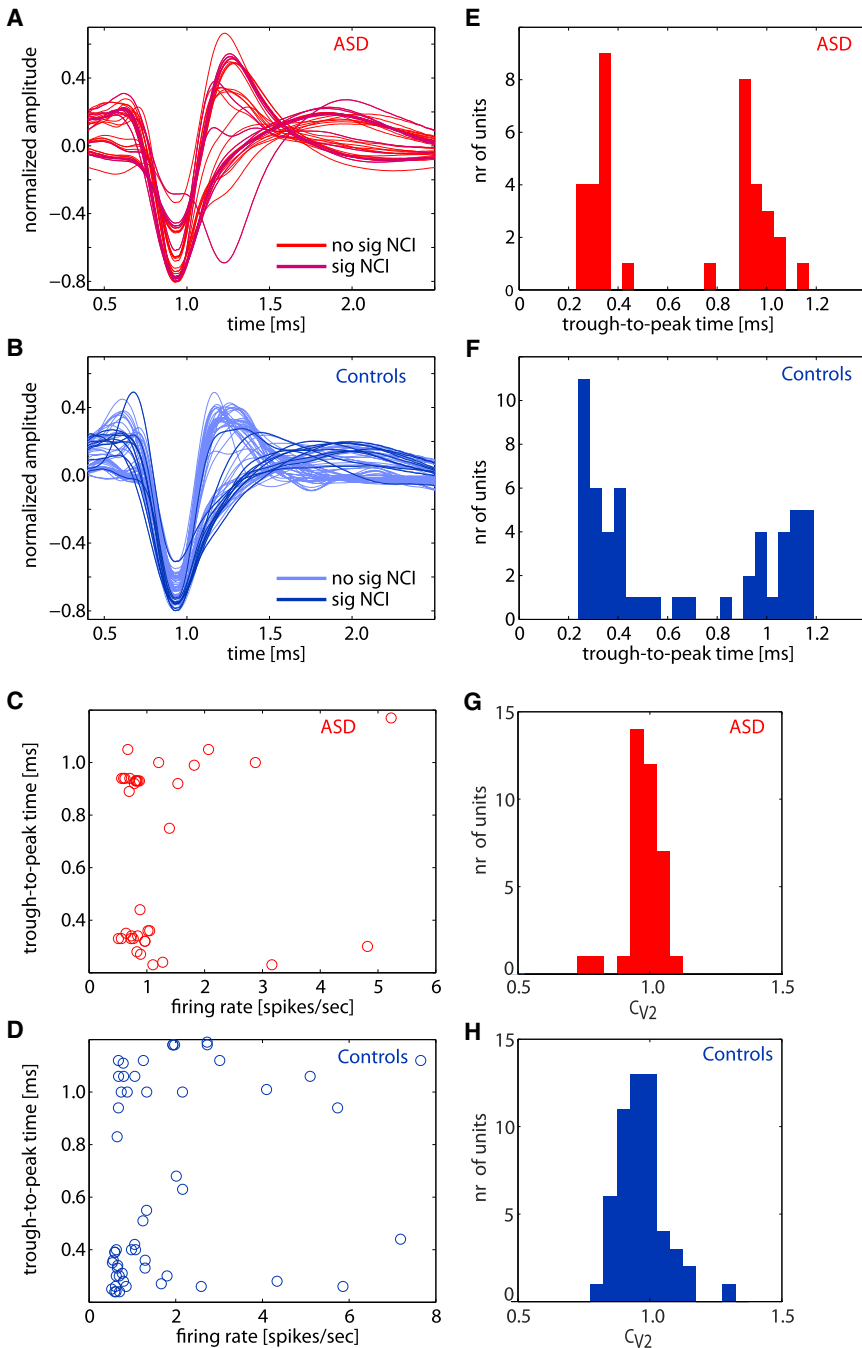 A
ASD
normalized amplitude
0.4
0.0
−0.4
−0.8
no sig NCI
sig NCI
0.5
1.0
1.5
2.0
time [ms]
B
Controls
normalized amplitude
0.4
0.0
−0.4
−0.8
no sig NCI
sig NCI
0.5
1.0
1.5
2.0
time [ms]
C
ASD
trough-to-peak time [ms]
1.0
0.8
0.6
0.4
0
1
2
3
4
5
6
firing rate [spikes/sec]
D
Controls
trough-to-peak time [ms]
1.0
0.8
0.6
0.4
0
2
4
6
8
firing rate [spikes/sec]
E
ASD
nr of units
8
6
4
2
0
0
0.2
0.4
0.6
0.8
1.0
1.2
trough-to-peak time [ms]
F
Controls
nr of units
10
8
6
4
2
0
0
0.2
0.4
0.6
0.8
1
1.2
trough-to-peak time [ms]
G
ASD
nr of units
15
10
5
0
0.5
1.0
1.5
CV2
H
Controls
nr of units
15
10
5
0
0.5
1.0
1.5
CV2